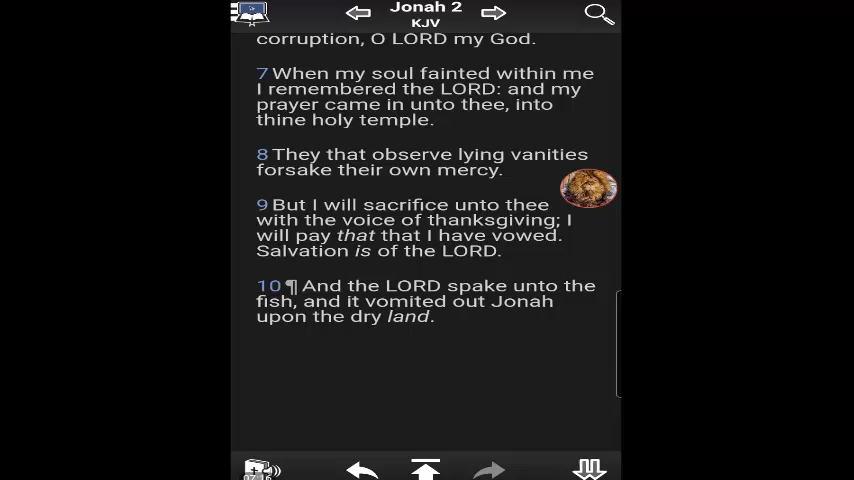 Jonah 2
KJV
corruption, O LORD my God.
7 When my soul fainted within me
I remembered the LORD: and my
prayer came in unto thee, into
thine holy temple.
8 They that observe lying vanities
forsake their own mercy.
9 But I will sacrifice unto thee
with the voice of thanksgiving; I
will pay that that I have vowed.
Salvation is of the LORD.
10 ¶ And the LORD spake unto the
fish, and it vomited out Jonah
upon the dry land.